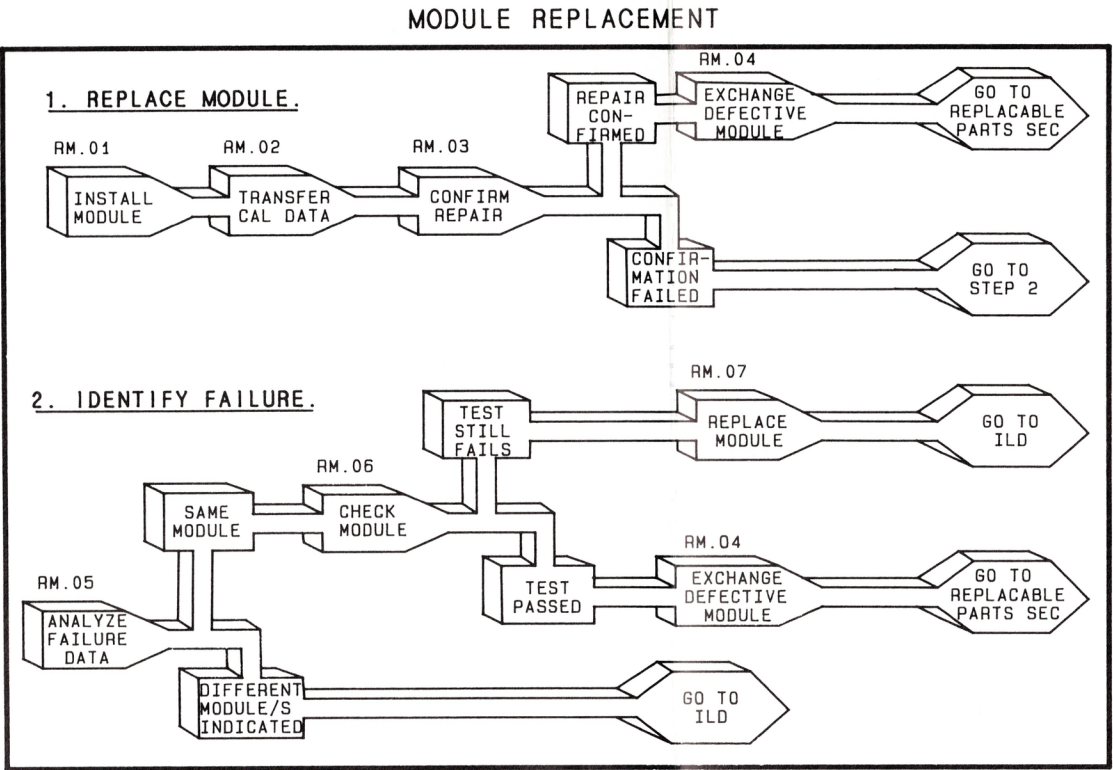 MODULE REPLACEMENT
1. REPLACE MODULE.
RM.01
INSTALL
MODULE
RM.02
TRANSFER
CAL DATA
RM.03
CONFIRM
REPAIR
REPAIR
CON-
FIRMED
RM.04
EXCHANGE
DEFECTIVE
MODULE
GO TO
REPLACABLE
PARTS SEC
CONFIR-
MATION
FAILED
GO TO
STEP 2
2. IDENTIFY FAILURE.
RM.05
ANALYZE
FAILURE
DATA
SAME
MODULE
RM.06
CHECK
MODULE
TEST
STILL
FAILS
RM.07
REPLACE
MODULE
GO TO
ILD
TEST
PASSED
RM.04
EXCHANGE
DEFECTIVE
MODULE
GO TO
REPLACABLE
PARTS SEC
DIFFERENT
MODULE/S
INDICATED
GO TO
ILD